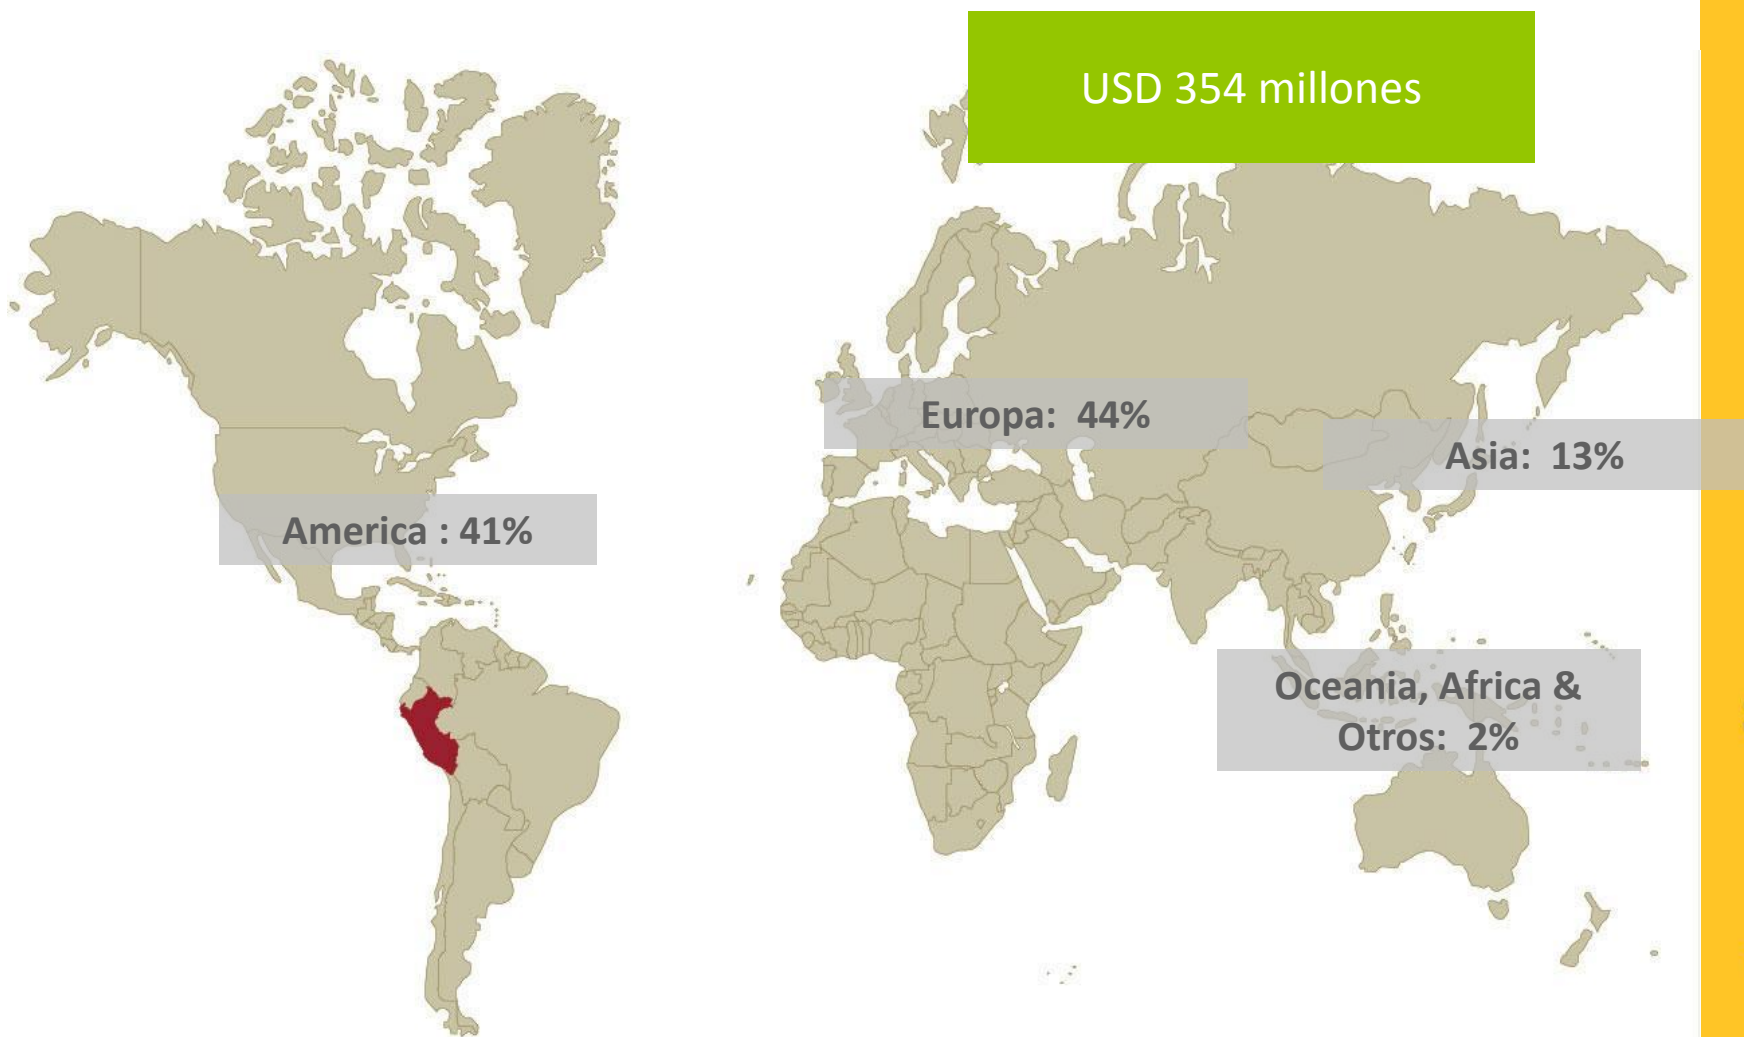 USD 354 millones
Europa: 44%
Asia: 13%
America : 41%
Oceania, Africa &
Otros: 2%